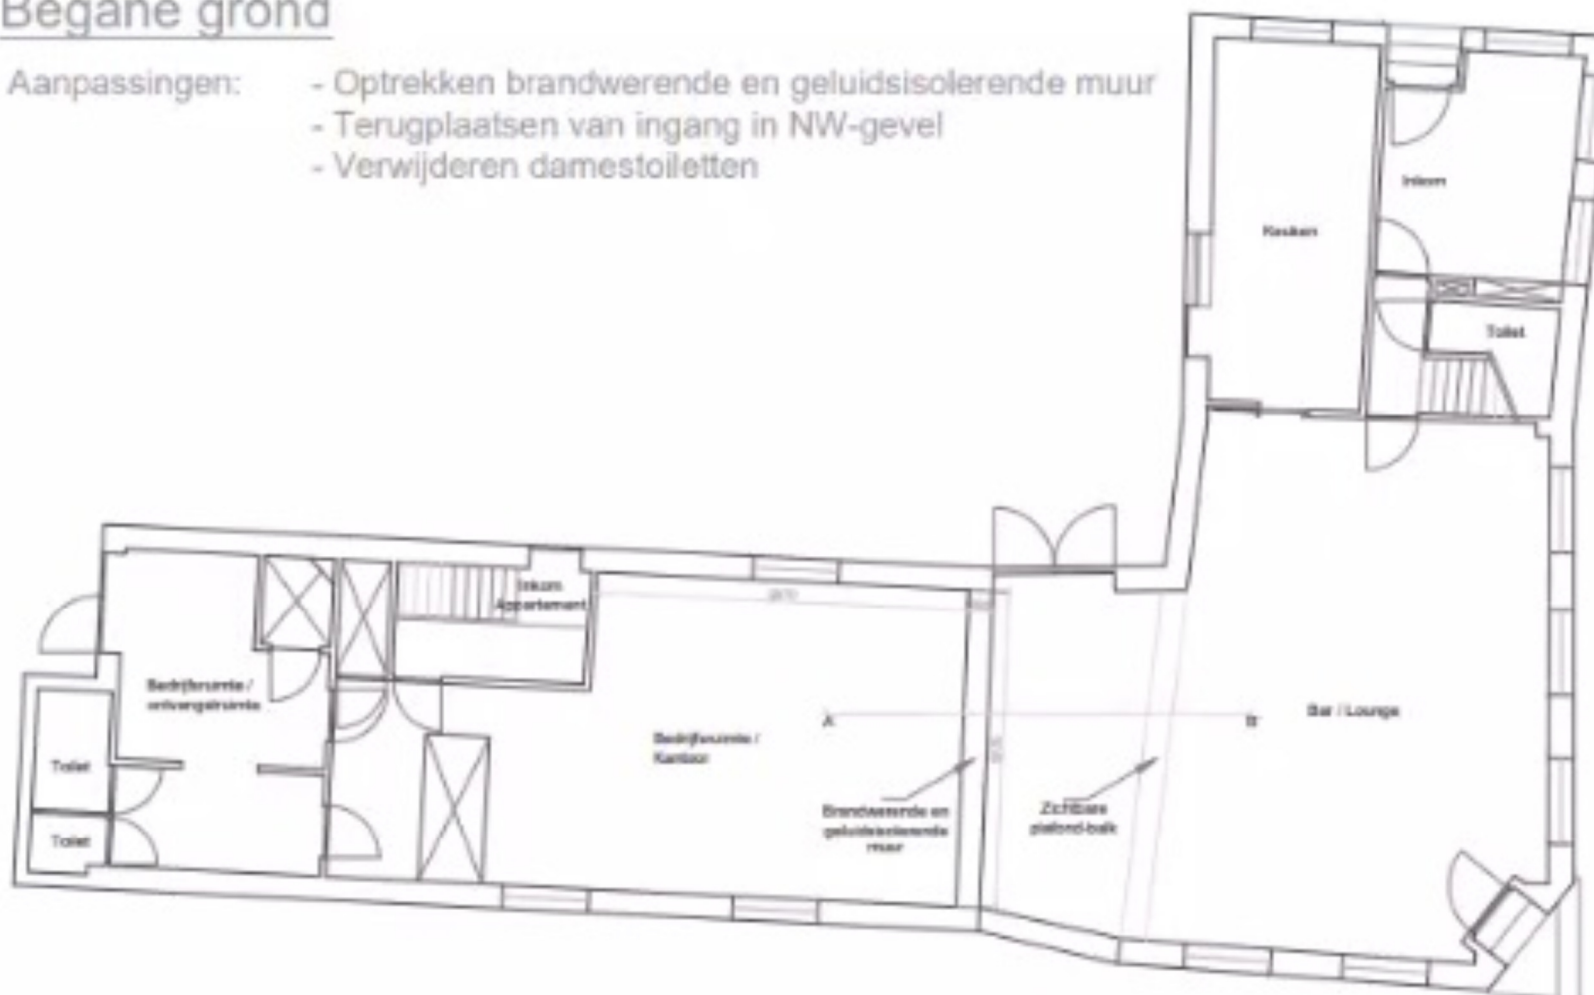 Begane grond
Aanpassingen: - Optrekken brandwerende en geluidsisolerende muur
- Terugplaatsen van ingang in NW-gevel
- Verwijderen damestoiletten
Inkom
Keuken
Toilet
Inkom
Appartement
Bedrijfsruimte /
ontvangstruimte
Bedrijfsruimte /
Kantoor
A
B
Bar / Lounge
Toilet
Toilet
Brandwerende en
geluidsisolerende
muur
Zichtbare
plafond-balk